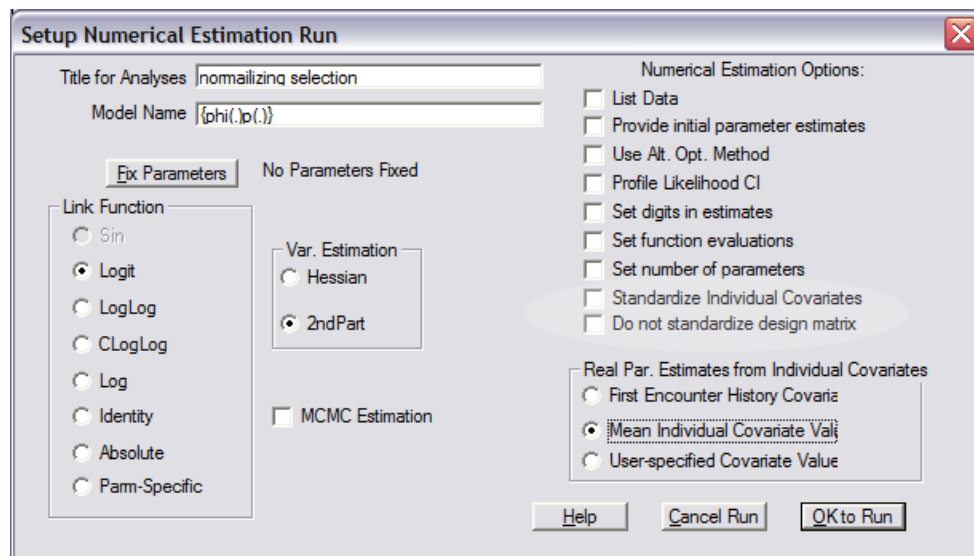 Setup Numerical Estimation Run
Title for Analyses normailizing selection
Model Name {phi(.)p(.)}
Fix Parameters No Parameters Fixed
Link Function
Sin
Logit
LogLog
CLogLog
Log
Identity
Absolute
Parm-Specific
Var. Estimation
Hessian
2ndPart
MCMC Estimation
Numerical Estimation Options:
List Data
Provide initial parameter estimates
Use Alt. Opt. Method
Profile Likelihood CI
Set digits in estimates
Set function evaluations
Set number of parameters
Standardize Individual Covariates
Do not standardize design matrix
Real Par. Estimates from Individual Covariates
First Encounter History Covaria
Mean Individual Covariate Valu
User-specified Covariate Value
Help Cancel Run OK to Run